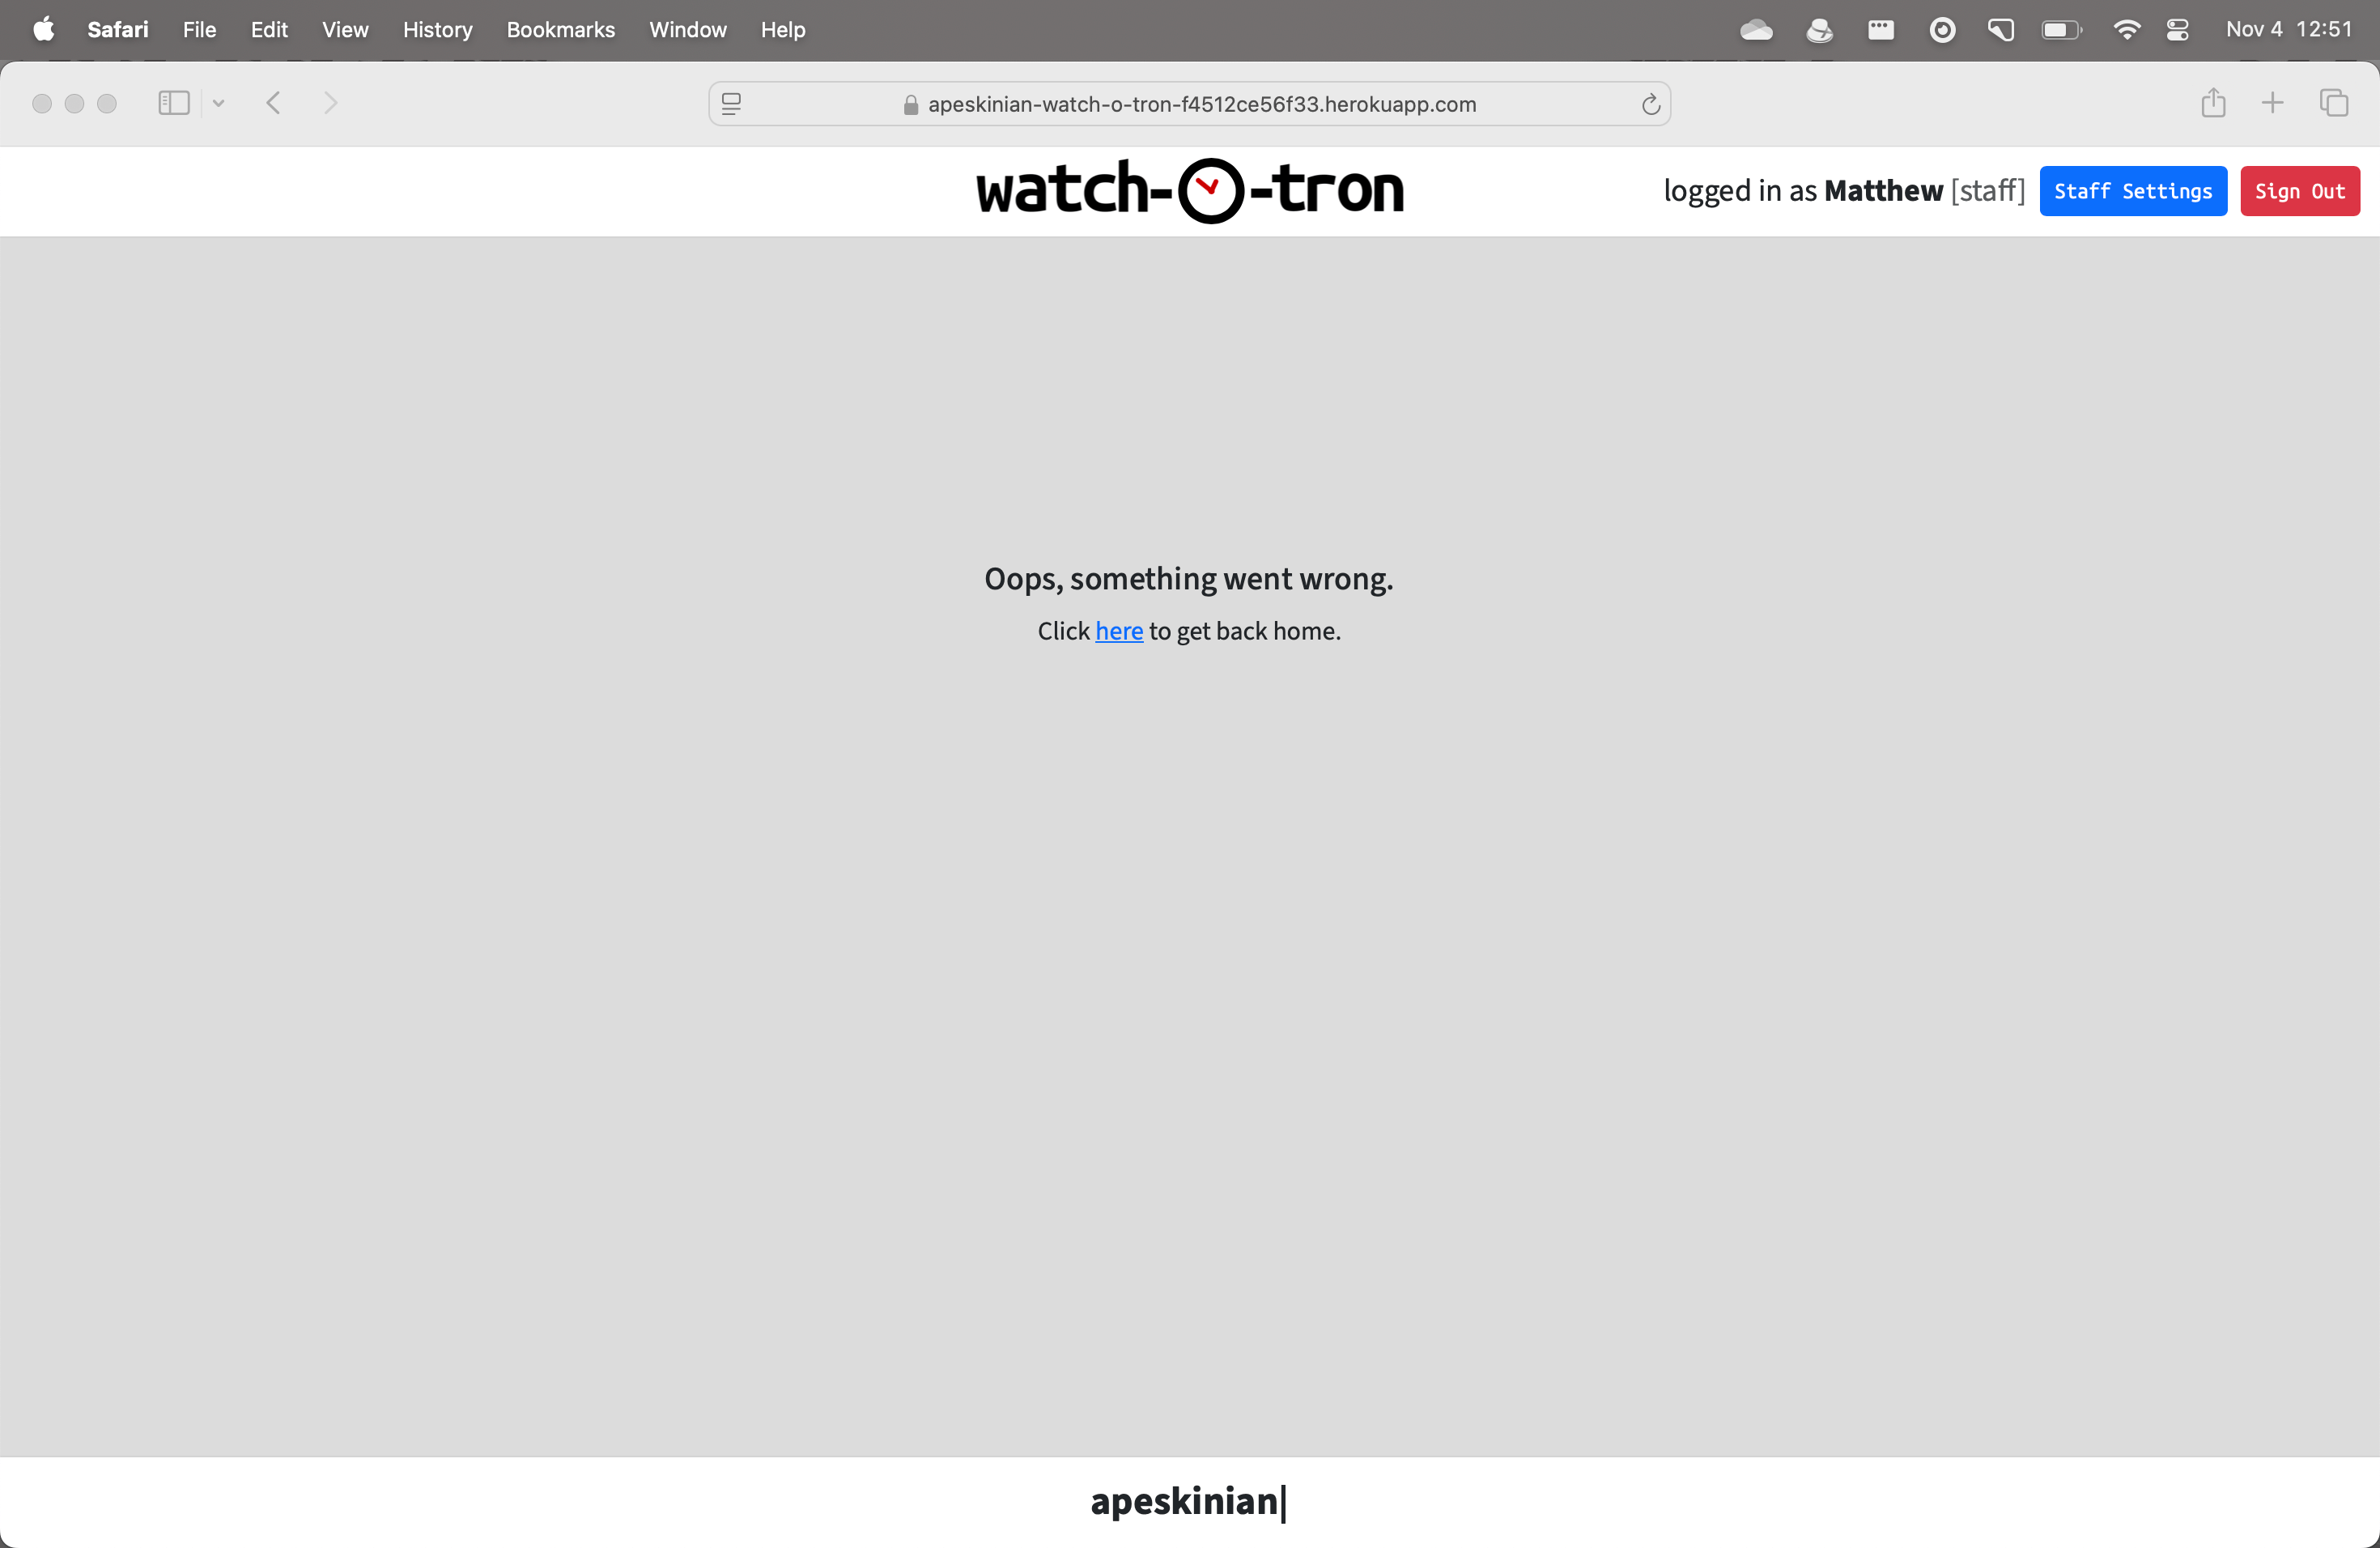 Safari File Edit View History Bookmarks Window Help Nov 4 12:51
apeskinian-watch-o-tron-f4512ce56f33.herokuapp.com
watch-o-tron
logged in as Matthew [staff] Staff Settings Sign Out
Oops, something went wrong.
Click here to get back home.
apeskinian|